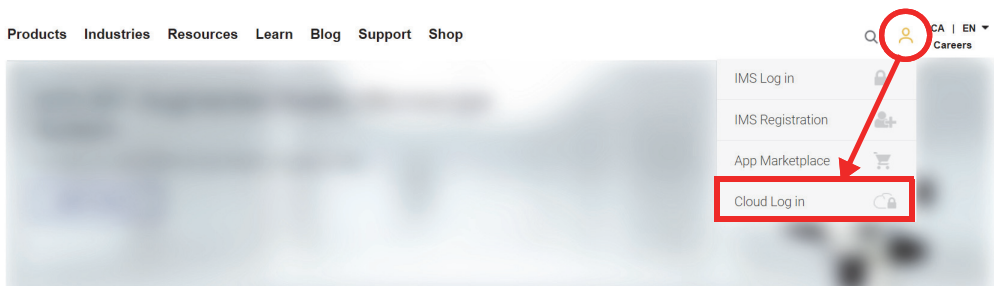 Products Industries Resources Learn Blog Support Shop
CA | EN
Careers
IMS Log in
IMS Registration
App Marketplace
Cloud Log in